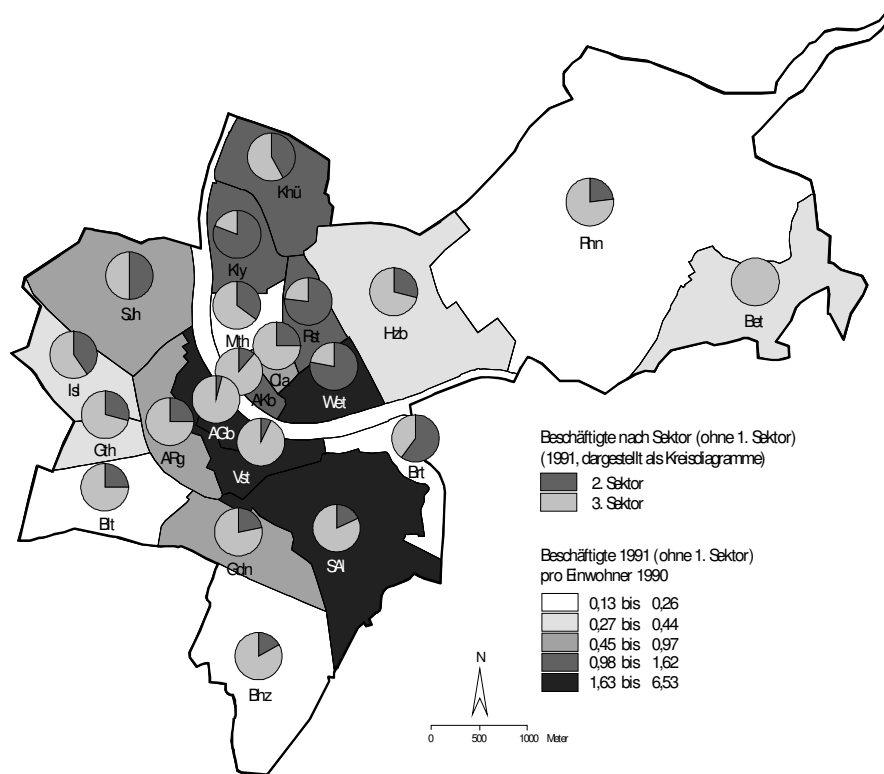 Khü
Rhn
Kly
SJh
Bet
Mth
Rst
Hzb
Isl
Cla
AKb
Wet
AGb
Gth
ARg
Vst
Brt
Blt
Gdn
SAl
Bhz
Beschäftigte nach Sektor (ohne 1. Sektor)
(1991, dargestellt als Kreisdiagramme)
2. Sektor
3. Sektor
Beschäftigte 1991 (ohne 1. Sektor)
pro Einwohner 1990
0,13 bis 0,26
0,27 bis 0,44
0,45 bis 0,97
0,98 bis 1,62
1,63 bis 6,53
N
0 500 1000 Meter